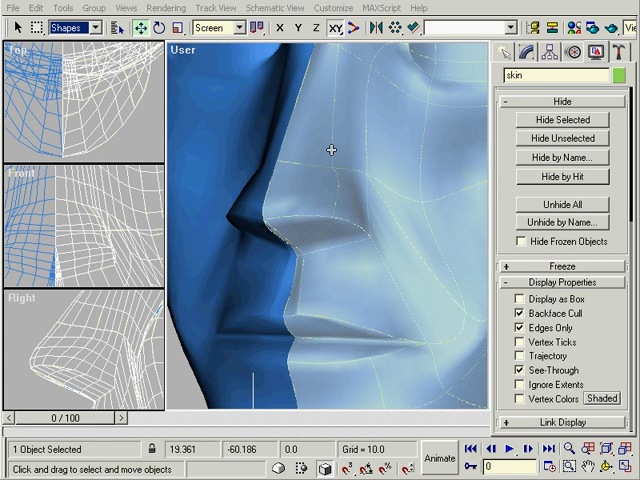 File Edit Tools Group Views Rendering Track View Schematic View Customize MAXScript Help
Shapes Screen X Y Z XY Vie
Top
User
Front
Right
skin
- Hide
Hide Selected
Hide Unselected
Hide by Name...
Hide by Hit
Unhide All
Unhide by Name...
Hide Frozen Objects
+ Freeze
- Display Properties
Display as Box
Backface Cull
Edges Only
Vertex Ticks
Trajectory
See-Through
Ignore Extents
Vertex Colors Shaded
+ Link Display
< 0 / 100 >
1 Object Selected 19.361 -60.186 0.0 Grid = 10.0 Animate
Click and drag to select and move objects 0